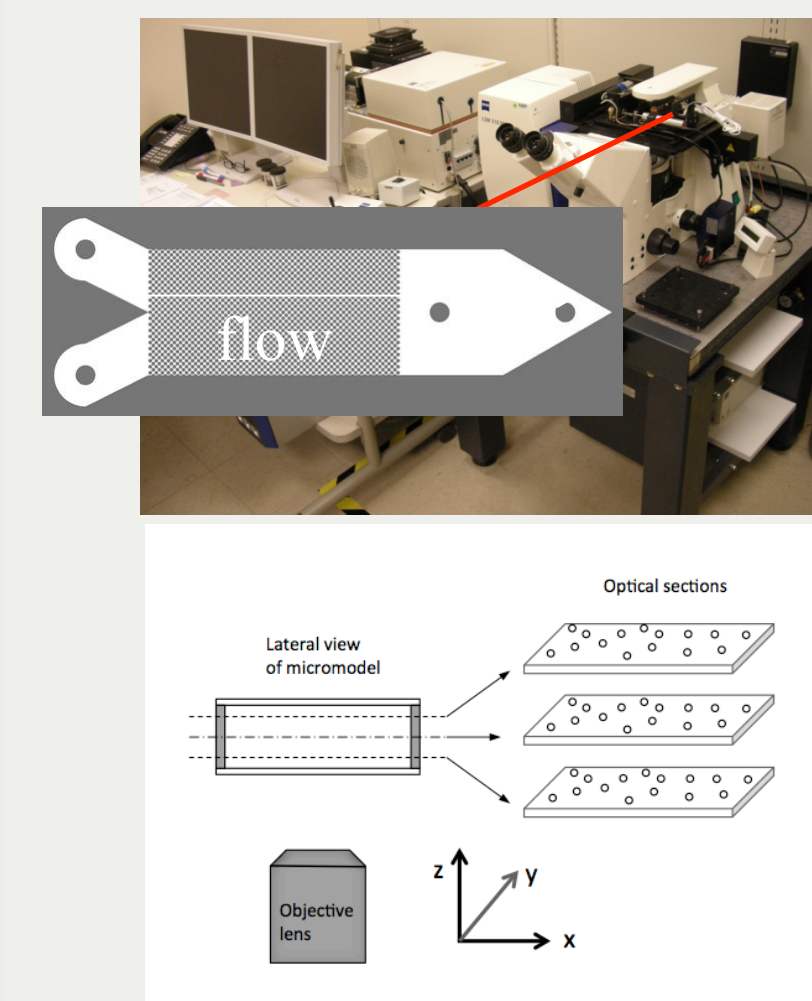 flow
Optical sections
Lateral view
of micromodel
z
y
x
Objective
lens